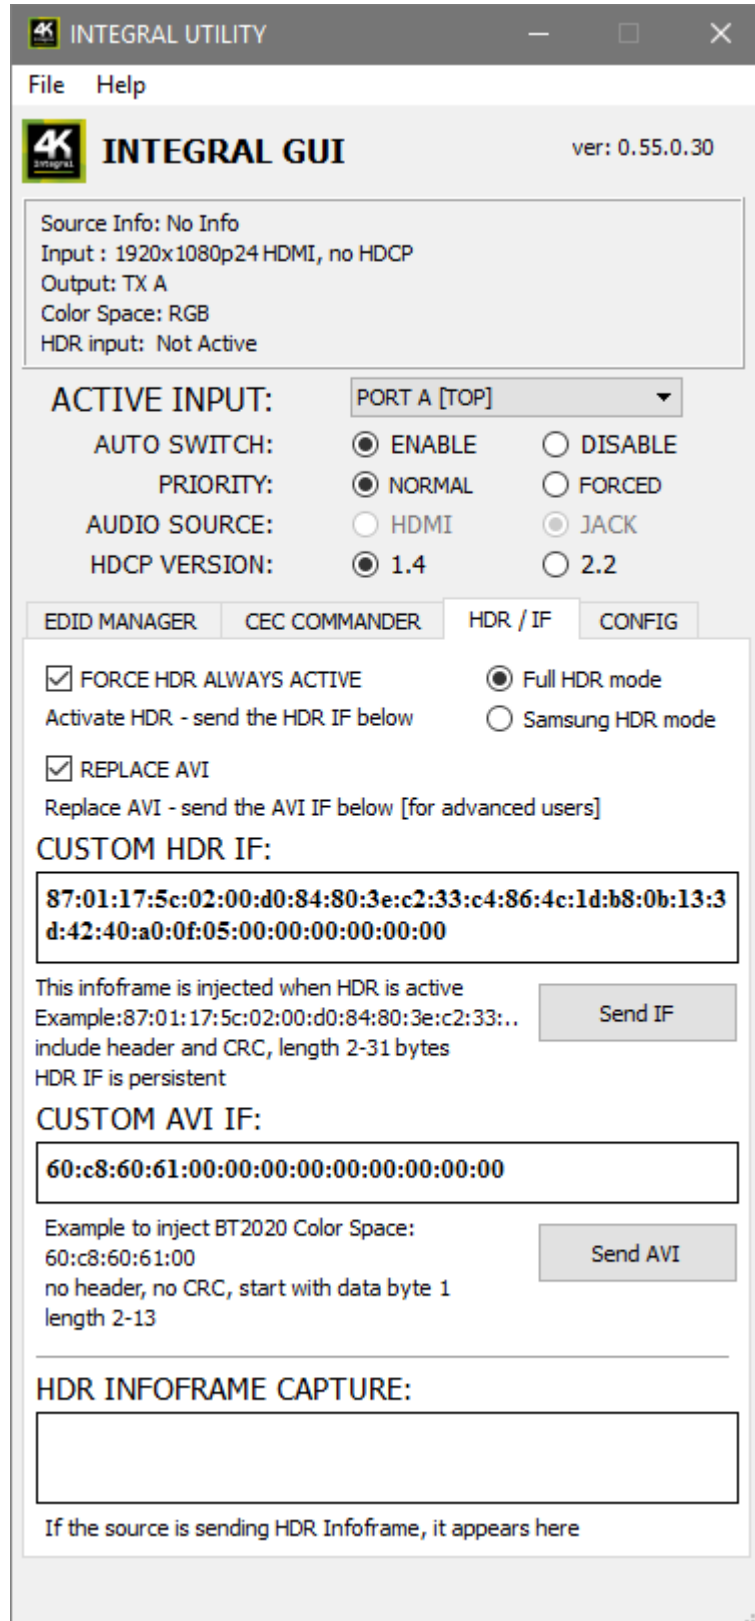 4K Integral INTEGRAL UTILITY
File Help
4K Integral INTEGRAL GUI ver: 0.55.0.30
Source Info: No Info
Input : 1920x1080p24 HDMI, no HDCP
Output: TX A
Color Space: RGB
HDR input: Not Active
ACTIVE INPUT: PORT A [TOP]
AUTO SWITCH: ENABLE DISABLE
PRIORITY: NORMAL FORCED
AUDIO SOURCE: HDMI JACK
HDCP VERSION: 1.4 2.2
EDID MANAGER CEC COMMANDER HDR / IF CONFIG
FORCE HDR ALWAYS ACTIVE Full HDR mode
Activate HDR - send the HDR IF below Samsung HDR mode
REPLACE AVI
Replace AVI - send the AVI IF below [for advanced users]
CUSTOM HDR IF:
87:01:17:5c:02:00:d0:84:80:3e:c2:33:c4:86:4c:1d:b8:0b:13:3
d:42:40:a0:0f:05:00:00:00:00:00:00
This infoframe is injected when HDR is active
Example:87:01:17:5c:02:00:d0:84:80:3e:c2:33:.. Send IF
include header and CRC, length 2-31 bytes
HDR IF is persistent
CUSTOM AVI IF:
60:c8:60:61:00:00:00:00:00:00:00:00:00
Example to inject BT2020 Color Space:
60:c8:60:61:00 Send AVI
no header, no CRC, start with data byte 1
length 2-13
HDR INFOFRAME CAPTURE:
If the source is sending HDR Infoframe, it appears here